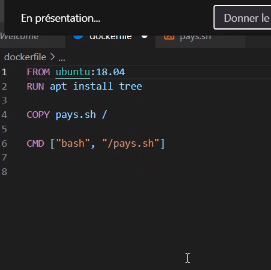 En présentation...
Donner le
Welcome
dockerfile
pays.sh
dockerfile > ...
1 FROM ubuntu:18.04
2 RUN apt install tree
3
4 COPY pays.sh /
5
6 CMD ["bash", "/pays.sh"]
7
8